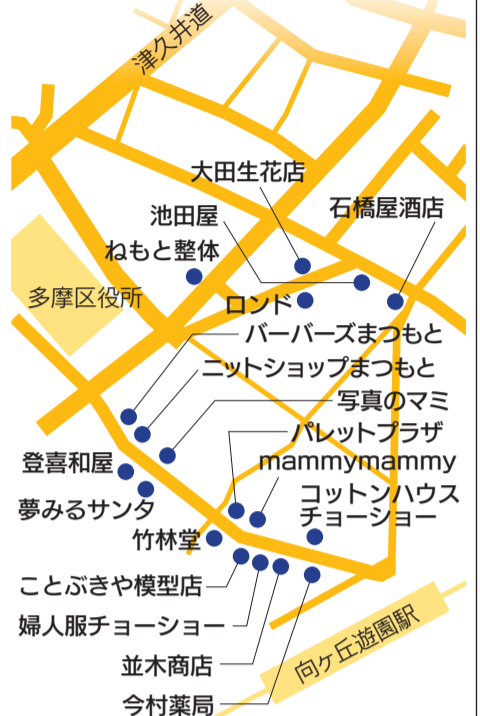 津久井道
大田生花店
池田屋
石橋屋酒店
ねもと整体
多摩区役所
ロンド
バーバーズまつもと
ニットショップまつもと
写真のマミ
パレットプラザ
登喜和屋
mammymammy
コットンハウス
チョーショー
夢みるサンタ
竹林堂
ことぶきや模型店
婦人服チョーショー
向ヶ丘遊園駅
並木商店
今村薬局